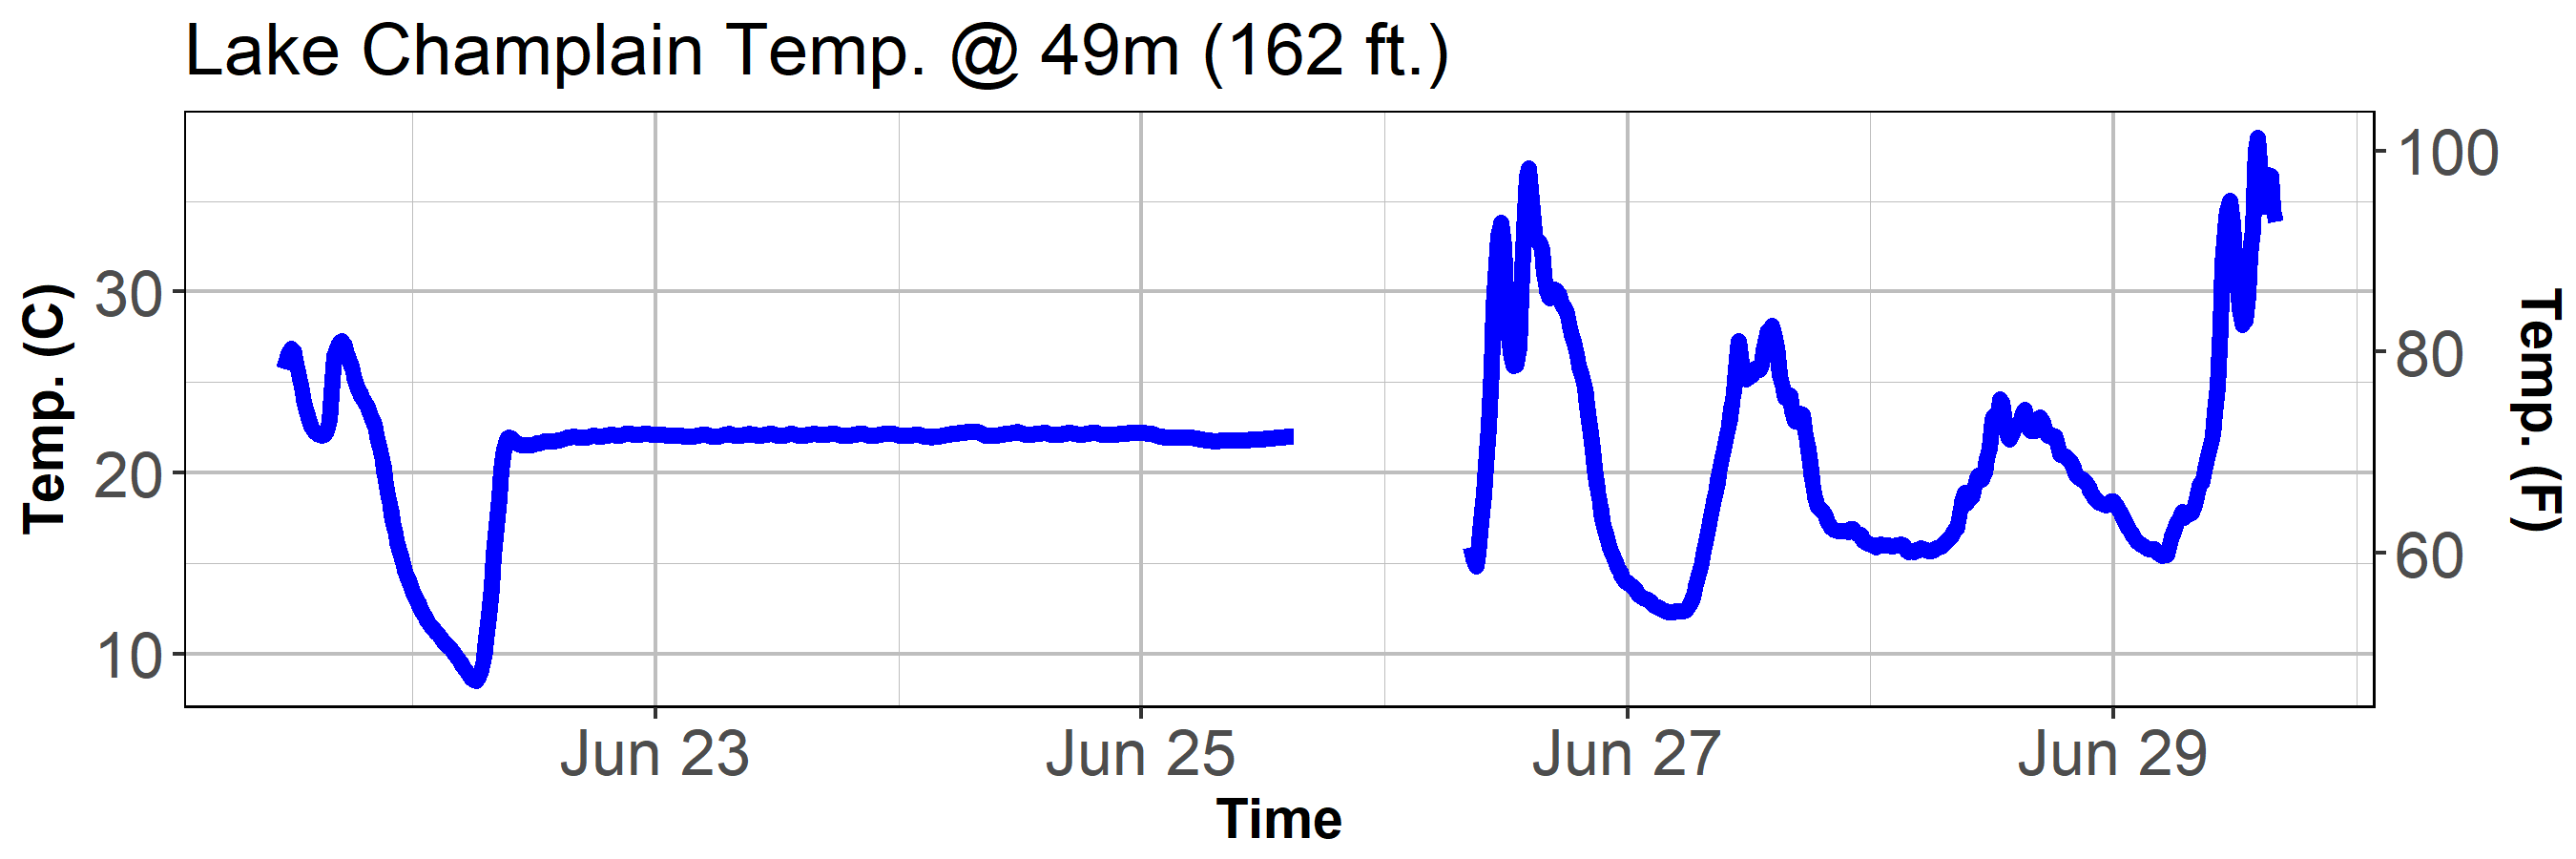 Lake Champlain Temp. @ 49m (162 ft.)
Temp. (C)
30
20
10
100
80
60
Temp. (F)
Jun 23 Jun 25 Jun 27 Jun 29
Time